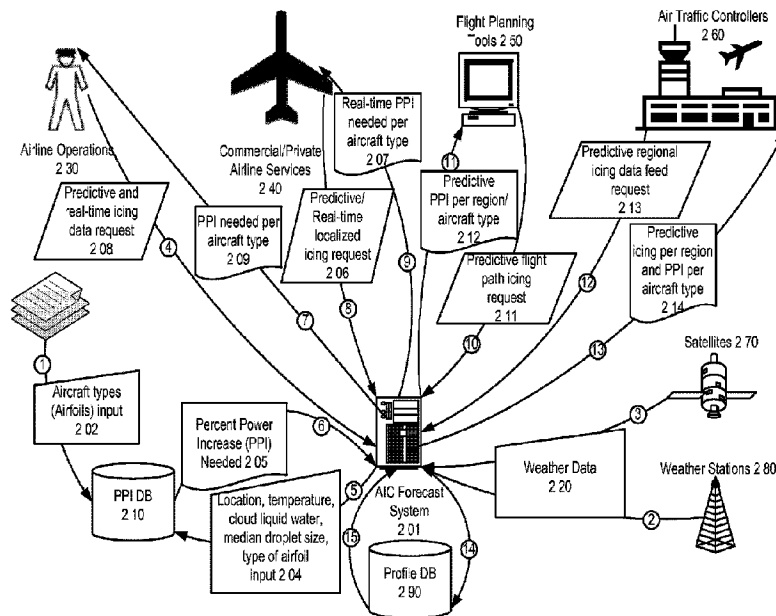 Flight Planning
Tools 2 50
Air Traffic Controllers
2 60
Airline Operations
2 30
Commercial/Private
Airline Services
2 40
Real-time PPI
needed per
aircraft type
2 07
11
Predictive regional
icing data feed
request
2 13
Predictive and
real-time icing
data request
2 08
4
PPI needed per
aircraft type
2 09
Predictive/
Real-time
localized
icing request
2 06
Predictive
PPI per region/
aircraft type
2 12
Predictive
icing per region
and PPI per
aircraft type
2 14
9
12
Predictive flight
path icing
request
2 11
7
8
10
13
Satellites 2 70
1
Aircraft types
(Airfoils) input
2 02
Percent Power
Increase (PPI)
Needed 2 05
6
3
Weather Data
2 20
Weather Stations 2 80
PPI DB
2 10
5
Location, temperature,
cloud liquid water,
median droplet size,
type of airfoil
input 2 04
AIC Forecast
System
2 01
2
15
14
Profile DB
2 90